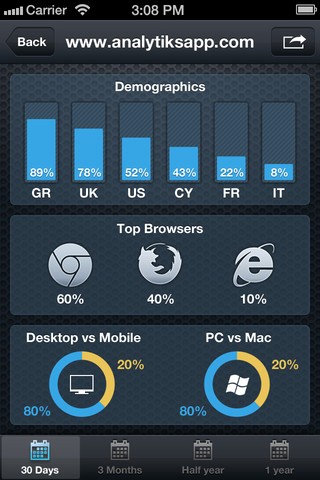 Carrier 3:08 PM
Back www.analytiksapp.com
Demographics
89% 78% 52% 43% 22% 8%
GR UK US CY FR IT
Top Browsers
60% 40% 10%
Desktop vs Mobile PC vs Mac
20% 20%
80% 80%
30 Days 3 Months Half year 1 year